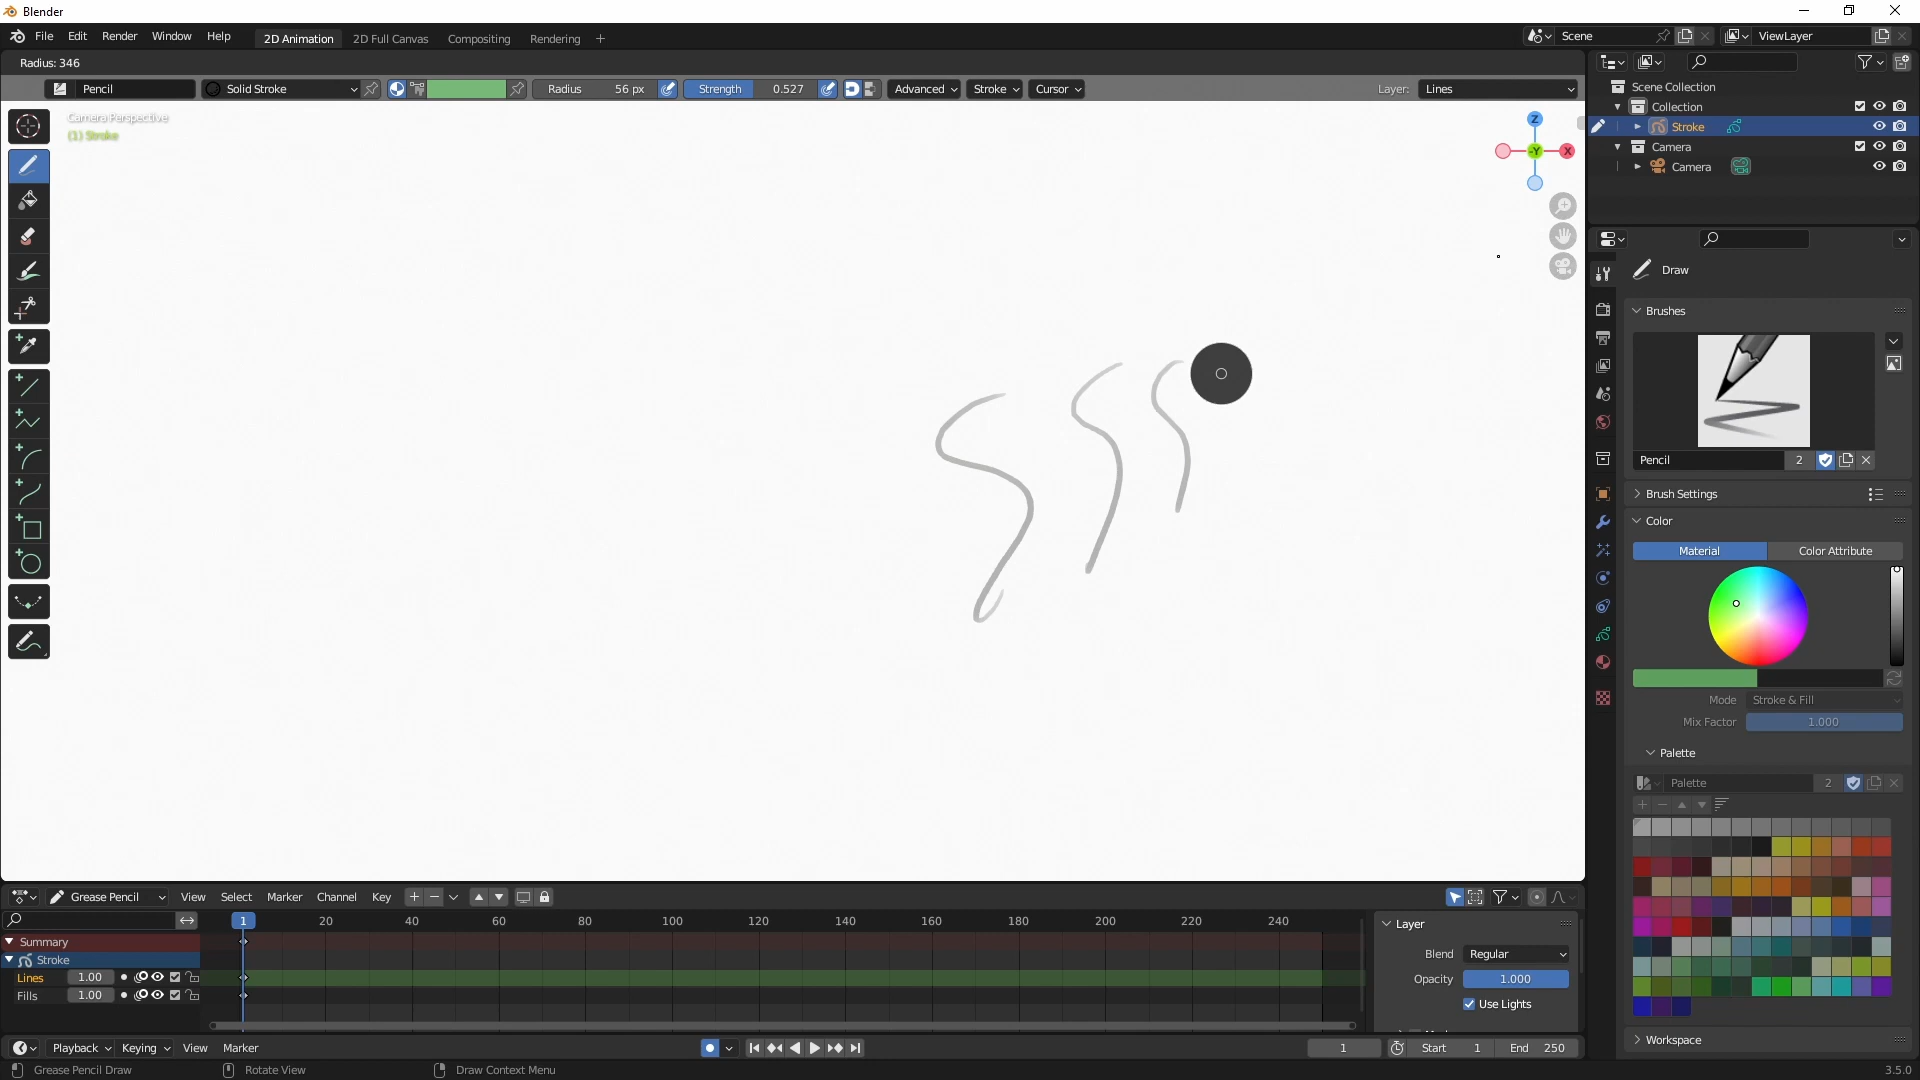 Blender
File Edit Render Window Help 2D Animation 2D Full Canvas Compositing Rendering + Scene ViewLayer
Radius: 346
Pencil Solid Stroke Radius 56 px Strength 0.527 Advanced Stroke Cursor Layer: Lines
Camera Perspective
(1) Stroke
Z
-Y
X
Scene Collection
Collection
Stroke
Camera
Camera
Draw
Brushes
Pencil 2
Brush Settings
Color
Material Color Attribute
Mode Stroke & Fill
Mix Factor 1.000
Palette
Palette 2
Workspace
Grease Pencil View Select Marker Channel Key
1 20 40 60 80 100 120 140 160 180 200 220 240
Summary
Stroke
Lines 1.00
Fills 1.00
Layer
Blend Regular
Opacity 1.000
Use Lights
Playback Keying View Marker 1 Start 1 End 250
Grease Pencil Draw Rotate View Draw Context Menu 3.5.0